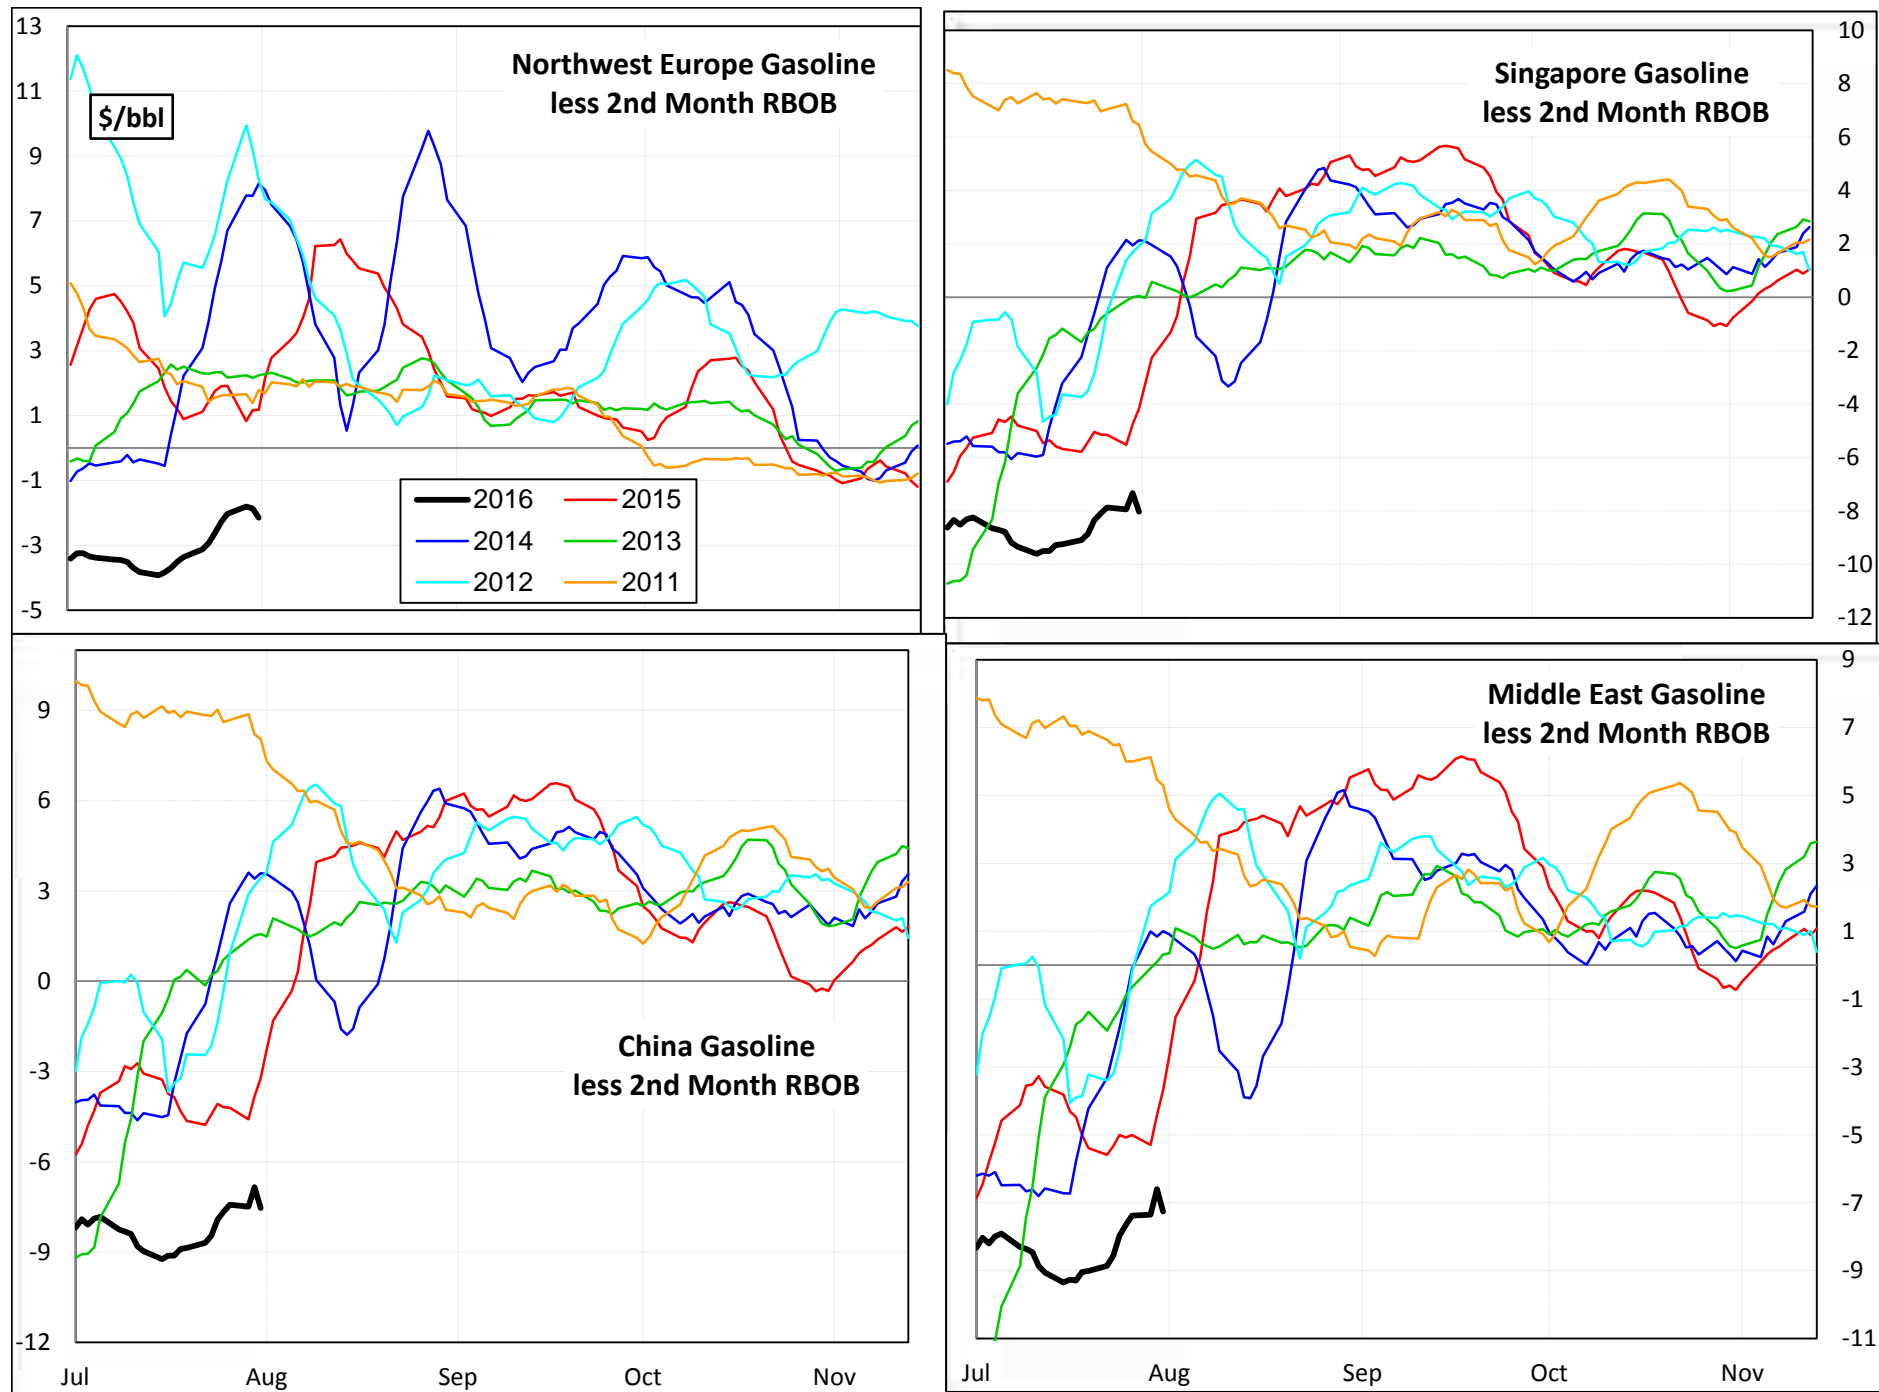 Northwest Europe Gasoline
less 2nd Month RBOB
$/bbl
13
11
9
7
5
3
1
-1
-3
-5
2016
2015
2014
2013
2012
2011
Singapore Gasoline
less 2nd Month RBOB
10
8
6
4
2
0
-2
-4
-6
-8
-10
-12
China Gasoline
less 2nd Month RBOB
9
6
3
0
-3
-6
-9
-12
Jul
Aug
Sep
Oct
Nov
Middle East Gasoline
less 2nd Month RBOB
9
7
5
3
1
-1
-3
-5
-7
-9
-11
Jul
Aug
Sep
Oct
Nov